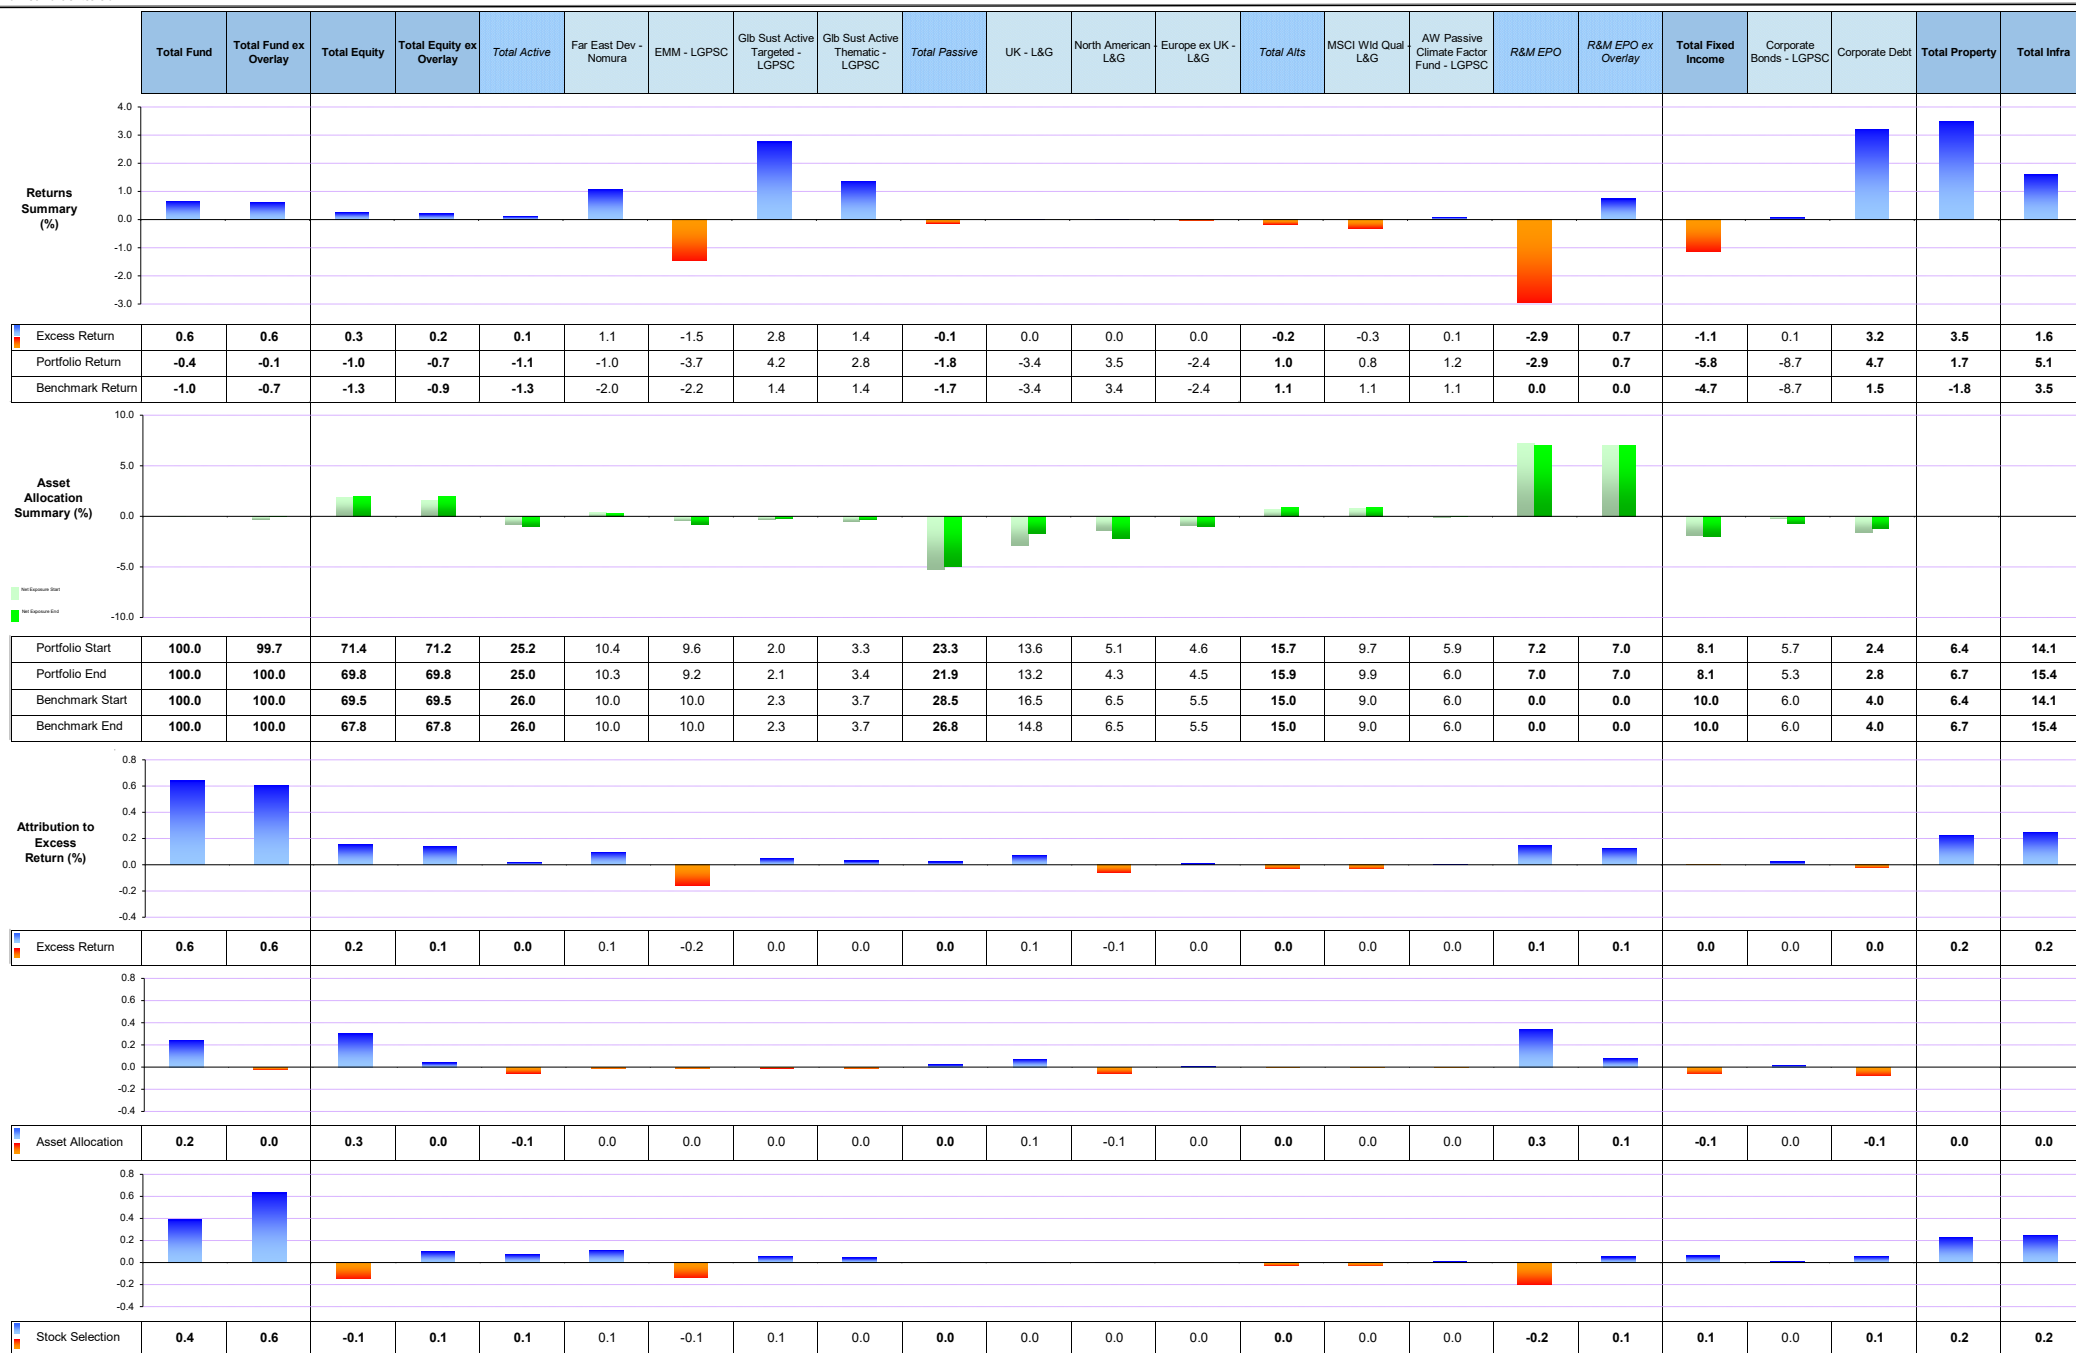 Total Fund | Total Fund ex Overlay | Total Equity | Total Equity ex Overlay | Total Active | Far East Dev - Nomura | EMM - LGPSC | Glb Sust Active Targeted - LGPSC | Glb Sust Active Thematic - LGPSC | Total Passive | UK - L&G | North American - L&G | Europe ex UK - L&G | Total Alts | MSCI Wld Qual - L&G | AW Passive Climate Factor Fund - LGPSC | R&M EPO | R&M EPO ex Overlay | Total Fixed Income | Corporate Bonds - LGPSC | Corporate Debt | Total Property | Total Infra
Returns
Summary
(%)
4.0
3.0
2.0
1.0
0.0
-1.0
-2.0
-3.0
Excess Return 0.6 0.6 0.3 0.2 0.1 1.1 -1.5 2.8 1.4 -0.1 0.0 0.0 0.0 -0.2 -0.3 0.1 -2.9 0.7 -1.1 0.1 3.2 3.5 1.6
Portfolio Return -0.4 -0.1 -1.0 -0.7 -1.1 -1.0 -3.7 4.2 2.8 -1.8 -3.4 3.5 -2.4 1.0 0.8 1.2 -2.9 0.7 -5.8 -8.7 4.7 1.7 5.1
Benchmark Return -1.0 -0.7 -1.3 -0.9 -1.3 -2.0 -2.2 1.4 1.4 -1.7 -3.4 3.4 -2.4 1.1 1.1 1.1 0.0 0.0 -4.7 -8.7 1.5 -1.8 3.5
Asset
Allocation
Summary (%)
10.0
5.0
0.0
-5.0
-10.0
Net Exposure Start
Net Exposure End
Portfolio Start 100.0 99.7 71.4 71.2 25.2 10.4 9.6 2.0 3.3 23.3 13.6 5.1 4.6 15.7 9.7 5.9 7.2 7.0 8.1 5.7 2.4 6.4 14.1
Portfolio End 100.0 100.0 69.8 69.8 25.0 10.3 9.2 2.1 3.4 21.9 13.2 4.3 4.5 15.9 9.9 6.0 7.0 7.0 8.1 5.3 2.8 6.7 15.4
Benchmark Start 100.0 100.0 69.5 69.5 26.0 10.0 10.0 2.3 3.7 28.5 16.5 6.5 5.5 15.0 9.0 6.0 0.0 0.0 10.0 6.0 4.0 6.4 14.1
Benchmark End 100.0 100.0 67.8 67.8 26.0 10.0 10.0 2.3 3.7 26.8 14.8 6.5 5.5 15.0 9.0 6.0 0.0 0.0 10.0 6.0 4.0 6.7 15.4
Attribution to
Excess
Return (%)
0.8
0.6
0.4
0.2
0.0
-0.2
-0.4
Excess Return 0.6 0.6 0.2 0.1 0.0 0.1 -0.2 0.0 0.0 0.0 0.1 -0.1 0.0 0.0 0.0 0.0 0.1 0.1 0.0 0.0 0.0 0.2 0.2
0.8
0.6
0.4
0.2
0.0
-0.2
-0.4
Asset Allocation 0.2 0.0 0.3 0.0 -0.1 0.0 0.0 0.0 0.0 0.0 0.1 -0.1 0.0 0.0 0.0 0.0 0.3 0.1 -0.1 0.0 -0.1 0.0 0.0
0.8
0.6
0.4
0.2
0.0
-0.2
-0.4
Stock Selection 0.4 0.6 -0.1 0.1 0.1 0.1 -0.1 0.1 0.0 0.0 0.0 0.0 0.0 0.0 0.0 0.0 -0.2 0.1 0.1 0.0 0.1 0.2 0.2